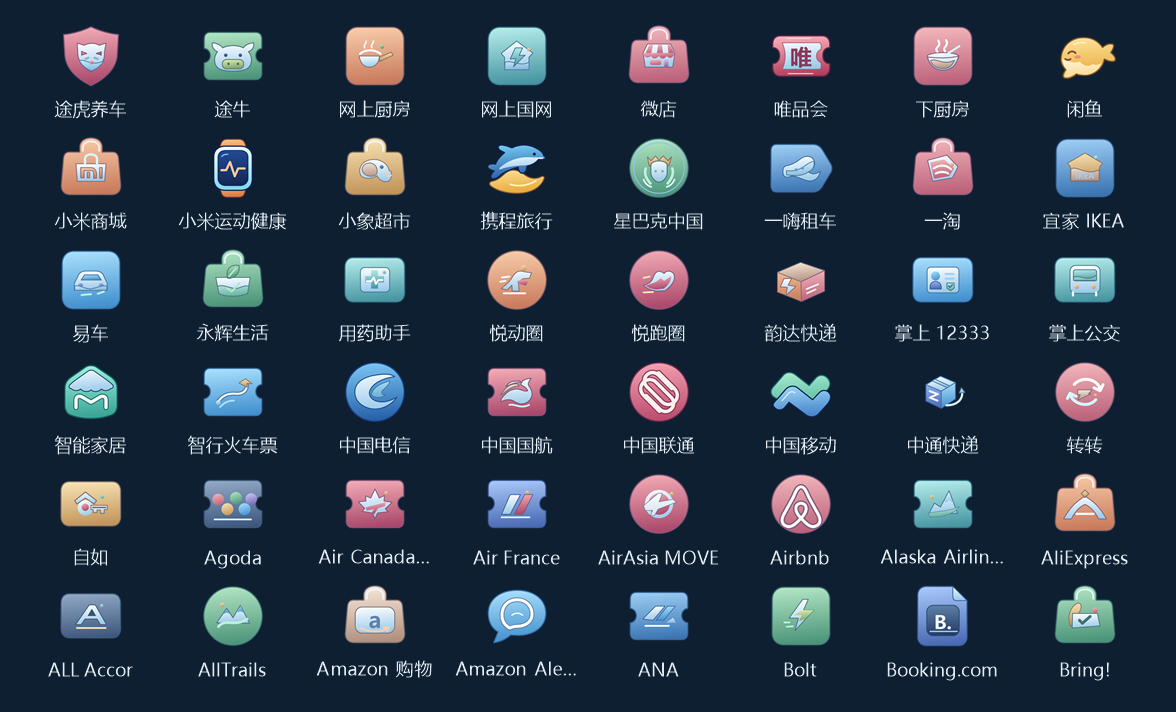 途虎养车 途牛 网上厨房 网上国网 微店 唯 唯品会 下厨房 闲鱼
小米商城 小米运动健康 小象超市 携程旅行 星巴克中国 一嗨租车 一淘 宜家 IKEA
易车 永辉生活 用药助手 悦动圈 悦跑圈 韵达快递 掌上 12333 掌上公交
智能家居 智行火车票 中国电信 中国国航 中国联通 中国移动 Z 中通快递 转转
自如 Agoda Air Canada... Air France AirAsia MOVE Airbnb Alaska Airlin... AliExpress
A ALL Accor AllTrails a Amazon 购物 Amazon Ale... ANA Bolt B. Booking.com Bring!